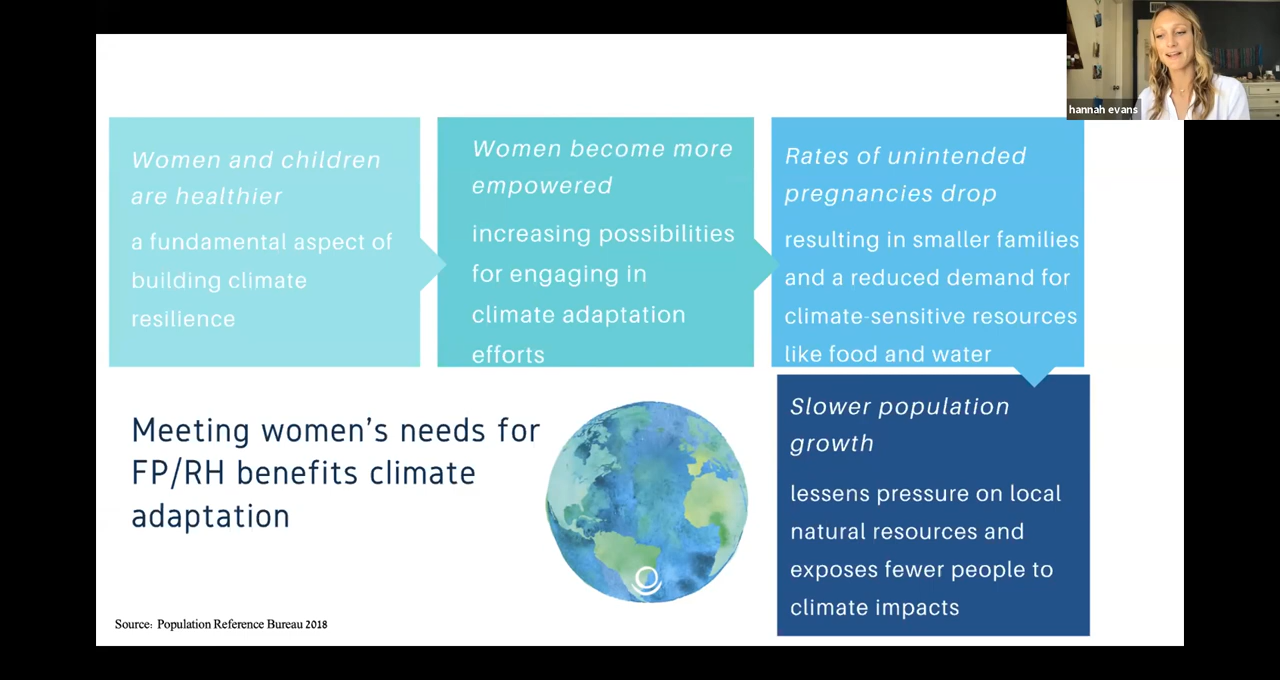 hannah evans
Women and children
are healthier
a fundamental aspect of
building climate
resilience
Women become more
empowered
increasing possibilities
for engaging in
climate adaptation
efforts
Rates of unintended
pregnancies drop
resulting in smaller families
and a reduced demand for
climate-sensitive resources
like food and water
Slower population
growth
lessens pressure on local
natural resources and
exposes fewer people to
climate impacts
Meeting women’s needs for
FP/RH benefits climate
adaptation
Source: Population Reference Bureau 2018